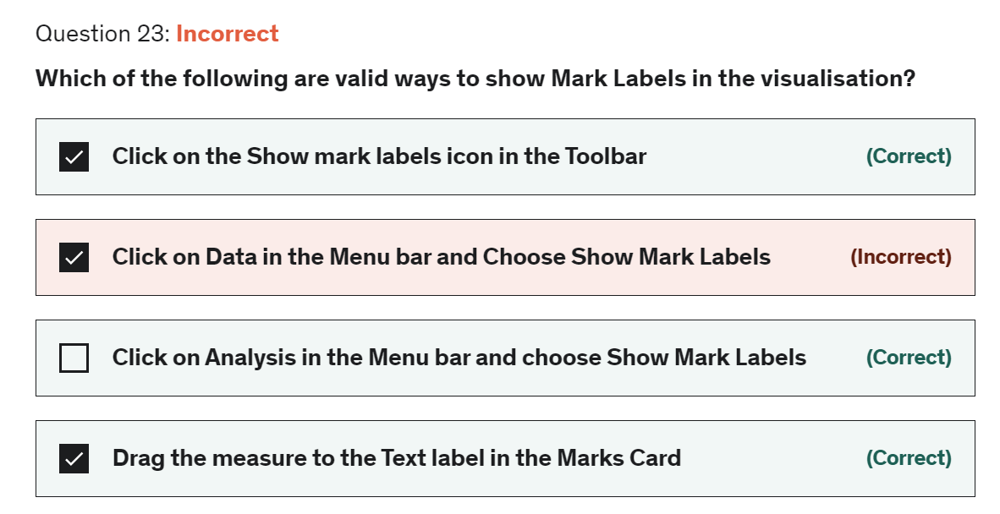 Question 23: Incorrect
Which of the following are valid ways to show Mark Labels in the visualisation?
Click on the Show mark labels icon in the Toolbar (Correct)
Click on Data in the Menu bar and Choose Show Mark Labels (Incorrect)
Click on Analysis in the Menu bar and choose Show Mark Labels (Correct)
Drag the measure to the Text label in the Marks Card (Correct)